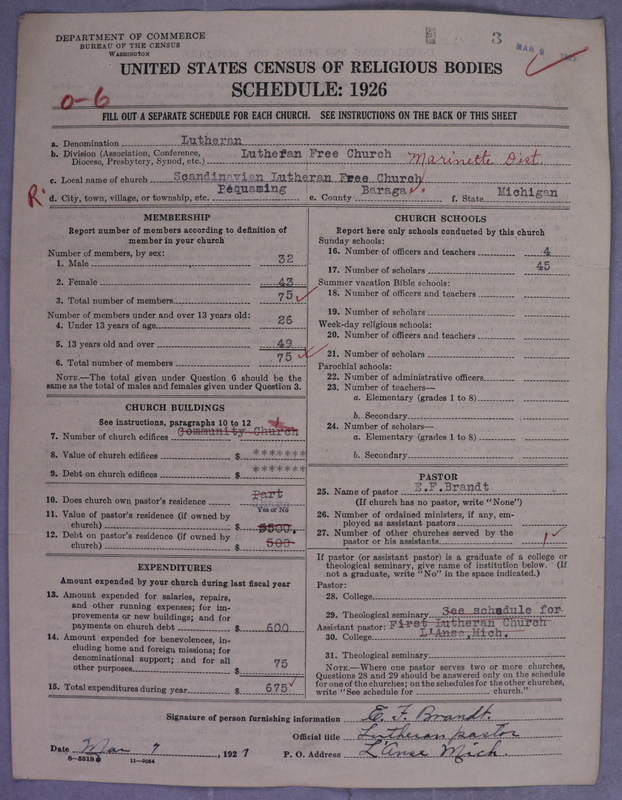 DEPARTMENT OF COMMERCE
BUREAU OF THE CENSUS
WASHINGTON
3
MAR 9
UNITED STATES CENSUS OF RELIGIOUS BODIES
SCHEDULE: 1926
0-6
FILL OUT A SEPARATE SCHEDULE FOR EACH CHURCH. SEE INSTRUCTIONS ON THE BACK OF THIS SHEET
a. Denomination Lutheran
b. Division (Association, Conference, Diocese, Presbytery, Synod, etc.) Lutheran Free Church Marinette Dist.
c. Local name of church Scandinavian Lutheran Free Church
R. d. City, town, village, or township, etc. Pequaming e. County Baraga f. State Michigan
MEMBERSHIP
Report number of members according to definition of
member in your church
Number of members, by sex:
1. Male 32
2. Female 43
3. Total number of members 75
Number of members under and over 13 years old:
4. Under 13 years of age 26
5. 13 years old and over 49
6. Total number of members 75
NOTE.—The total given under Question 6 should be the
same as the total of males and females given under Question 3.
CHURCH BUILDINGS
See instructions, paragraphs 10 to 12
7. Number of church edifices Community Church
8. Value of church edifices $ *******
9. Debt on church edifices $ *******
10. Does church own pastor's residence Part
Yes or No
11. Value of pastor's residence (if owned by
church) $ 5500.
12. Debt on pastor's residence (if owned by
church) $ 500
EXPENDITURES
Amount expended by your church during last fiscal year
13. Amount expended for salaries, repairs,
and other running expenses; for im-
provements or new buildings; and for
payments on church debt $ 600
14. Amount expended for benevolences, in-
cluding home and foreign missions; for
denominational support; and for all
other purposes $ 75
15. Total expenditures during year $ 675
CHURCH SCHOOLS
Report here only schools conducted by this church
Sunday schools:
16. Number of officers and teachers 4
17. Number of scholars 45
Summer vacation Bible schools:
18. Number of officers and teachers
19. Number of scholars
Week-day religious schools:
20. Number of officers and teachers
21. Number of scholars
Parochial schools:
22. Number of administrative officers
23. Number of teachers—
a. Elementary (grades 1 to 8)
b. Secondary
24. Number of scholars—
a. Elementary (grades 1 to 8)
b. Secondary $
PASTOR
25. Name of pastor E.F.Brandt
(If church has no pastor, write "None")
26. Number of ordained ministers, if any, em-
ployed as assistant pastors
27. Number of other churches served by the
pastor or his assistants 1
If pastor (or assistant pastor) is a graduate of a college or
theological seminary, give name of institution below. (If
not a graduate, write "No" in the space indicated.)
Pastor:
28. College
29. Theological seminary See schedule for
Assistant pastor: First Lutheran Church
30. College L'Anse, Mich.
31. Theological seminary
NOTE.—Where one pastor serves two or more churches,
Questions 28 and 29 should be answered only on the schedule
for one of the churches; on the schedules for the other churches,
write "See schedule for church."
Signature of person furnishing information E. F. Brandt.
Official title Lutheran pastor
Date Mar 7, 1927 P. O. Address L'Anse Mich.
8-5518 11-9264